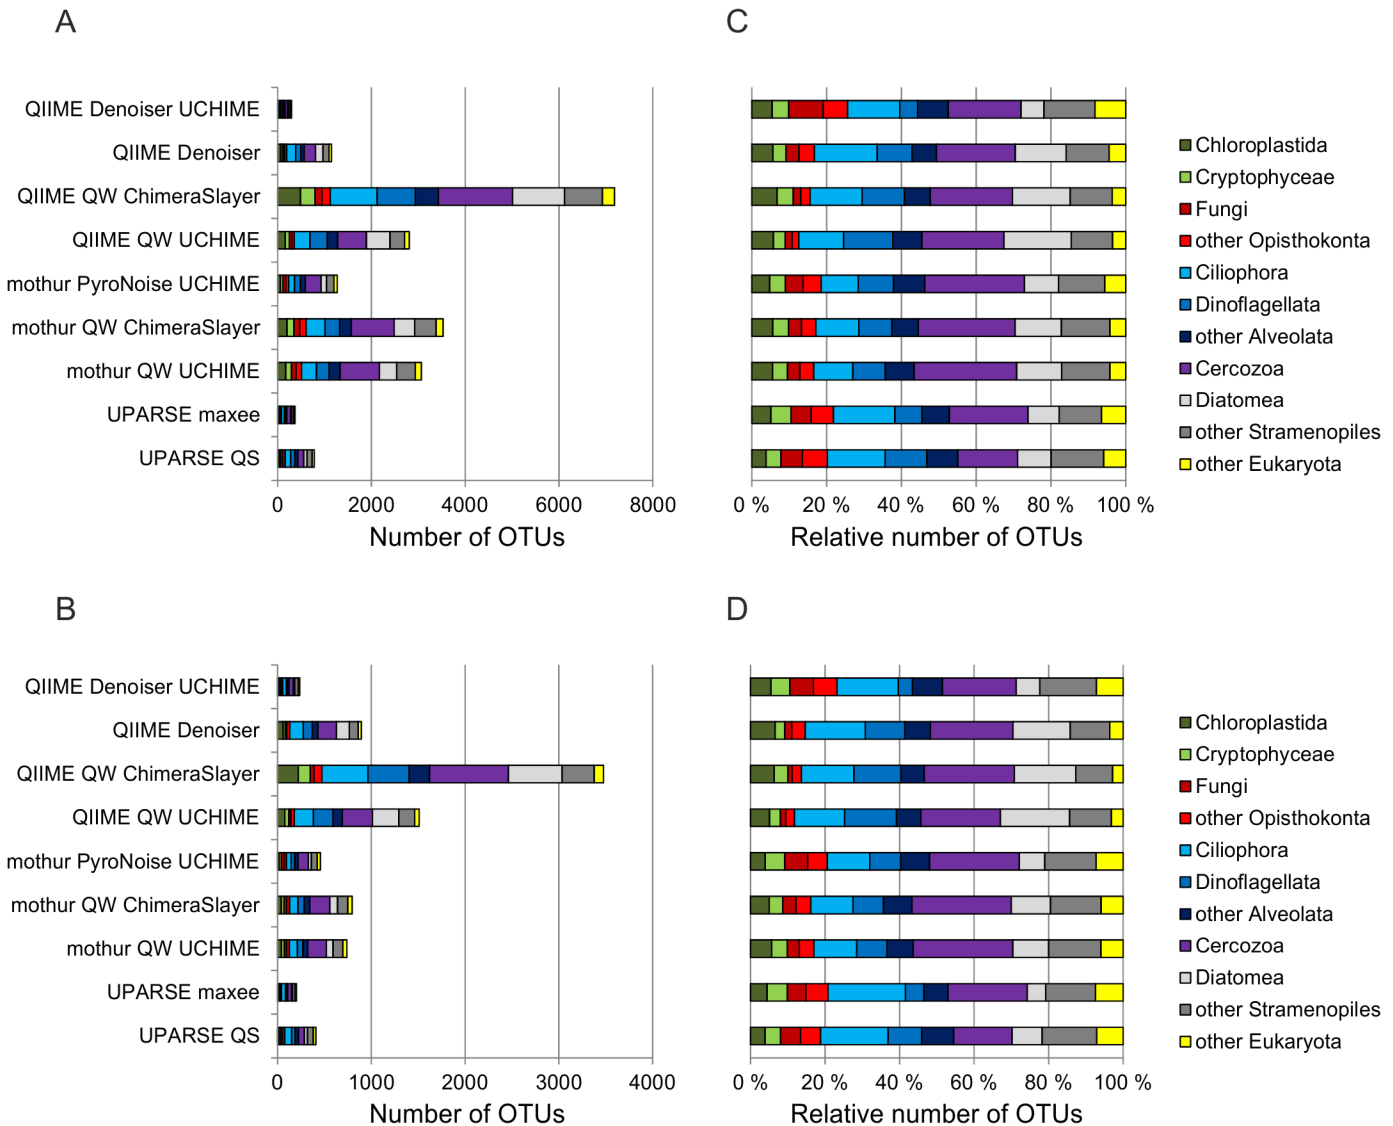 A
C
QIIME Denoiser UCHIME
QIIME Denoiser
QIIME QW ChimeraSlayer
QIIME QW UCHIME
mothur PyroNoise UCHIME
mothur QW ChimeraSlayer
mothur QW UCHIME
UPARSE maxee
UPARSE QS
0 2000 4000 6000 8000
Number of OTUs
0 % 20 % 40 % 60 % 80 % 100 %
Relative number of OTUs
Chloroplastida
Cryptophyceae
Fungi
other Opisthokonta
Ciliophora
Dinoflagellata
other Alveolata
Cercozoa
Diatomea
other Stramenopiles
other Eukaryota
B
D
QIIME Denoiser UCHIME
QIIME Denoiser
QIIME QW ChimeraSlayer
QIIME QW UCHIME
mothur PyroNoise UCHIME
mothur QW ChimeraSlayer
mothur QW UCHIME
UPARSE maxee
UPARSE QS
0 1000 2000 3000 4000
Number of OTUs
0 % 20 % 40 % 60 % 80 % 100 %
Relative number of OTUs
Chloroplastida
Cryptophyceae
Fungi
other Opisthokonta
Ciliophora
Dinoflagellata
other Alveolata
Cercozoa
Diatomea
other Stramenopiles
other Eukaryota